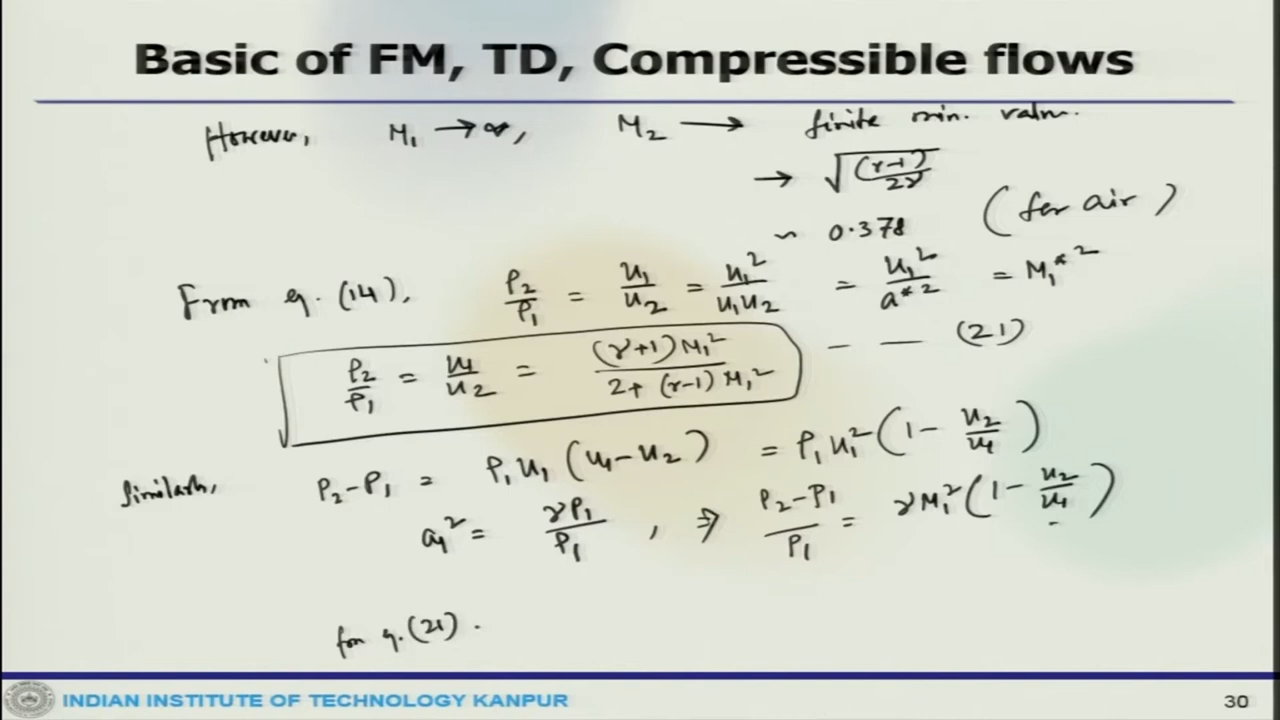 Basic of FM, TD, Compressible flows
However, M₁ → ∞, M₂ → finite min. value.
→ √((γ-1)/2γ)
~ 0.378 (for air)
From eq. (14), ρ₂/ρ₁ = u₁/u₂ = u₁²/u₁u₂ = u₁²/a*² = M₁*²
ρ₂/ρ₁ = u₁/u₂ = (γ+1)M₁²/(2+(γ-1)M₁²) — — (21)
Similarly, P₂-P₁ = ρ₁u₁(u₁-u₂) = ρ₁u₁²(1 - u₂/u₁)
a₁² = γP₁/ρ₁, ⇒ (P₂-P₁)/P₁ = γM₁²(1 - u₂/u₁)
for eq. (21).
INDIAN INSTITUTE OF TECHNOLOGY KANPUR
30